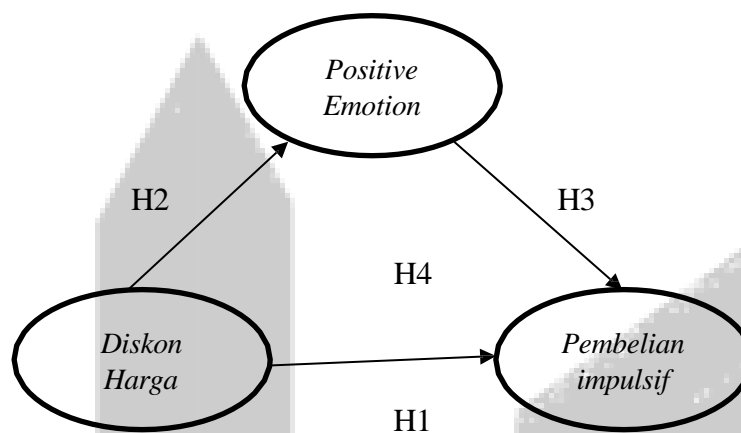 Positive
Emotion
H2
H3
H4
Diskon
Harga
Pembelian
impulsif
H1